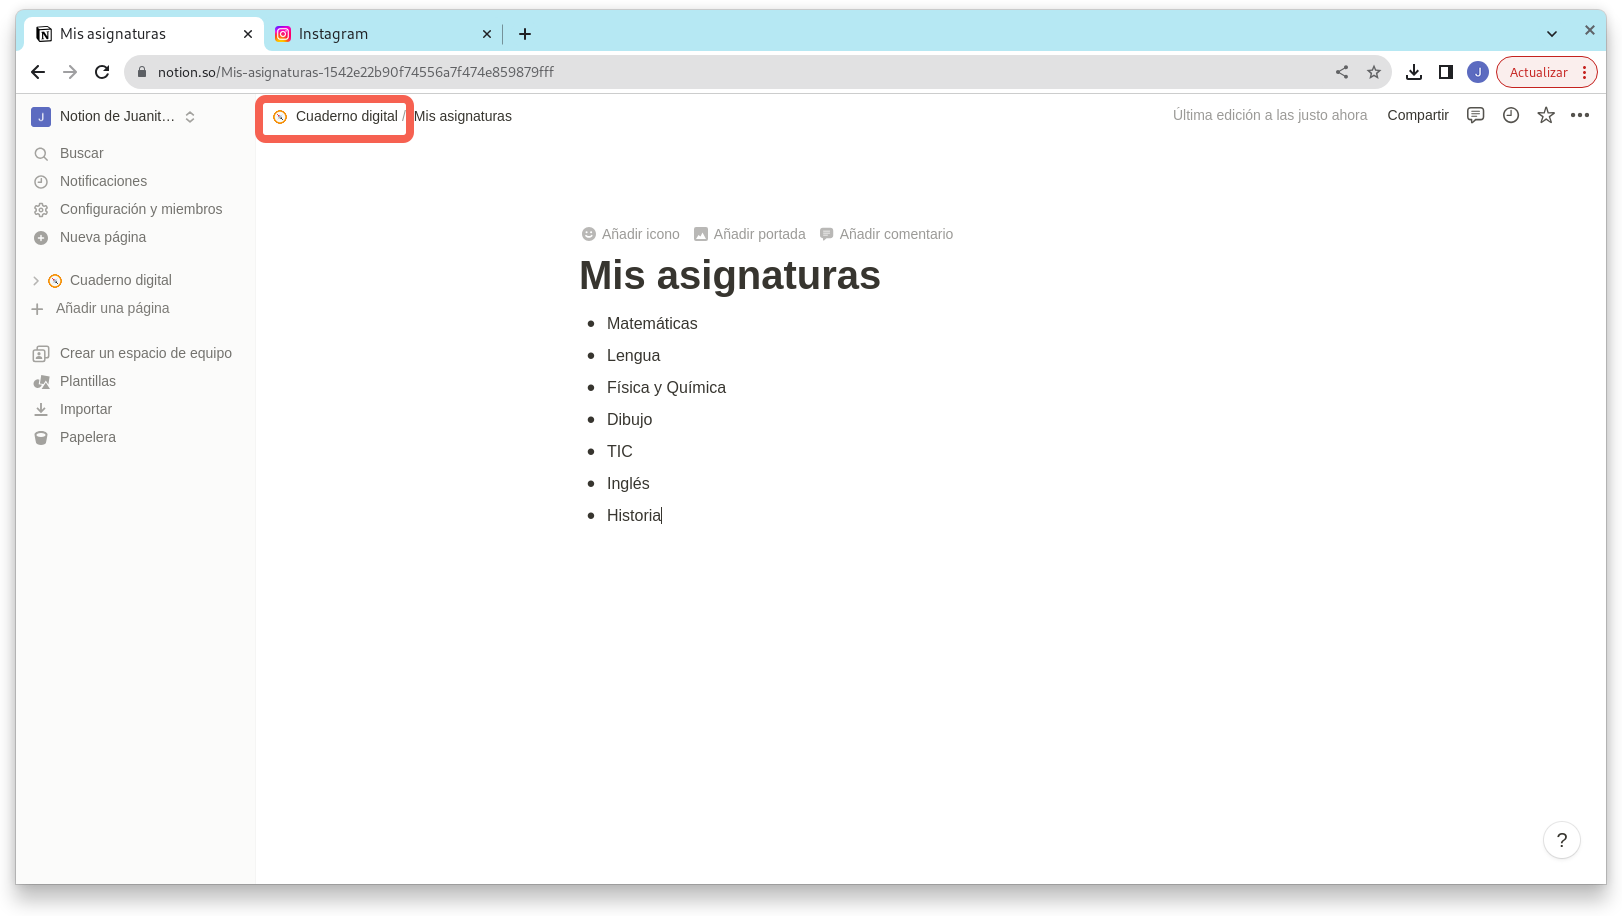 Mis asignaturas
Instagram
notion.so/Mis-asignaturas-1542e22b90f74556a7f474e859879fff
J
Actualizar
J Notion de Juanit...
Cuaderno digital / Mis asignaturas
Última edición a las justo ahora
Compartir
Buscar
Notificaciones
Configuración y miembros
Nueva página
Cuaderno digital
Añadir una página
Crear un espacio de equipo
Plantillas
Importar
Papelera
Añadir icono Añadir portada Añadir comentario
Mis asignaturas
• Matemáticas
• Lengua
• Física y Química
• Dibujo
• TIC
• Inglés
• Historia
?